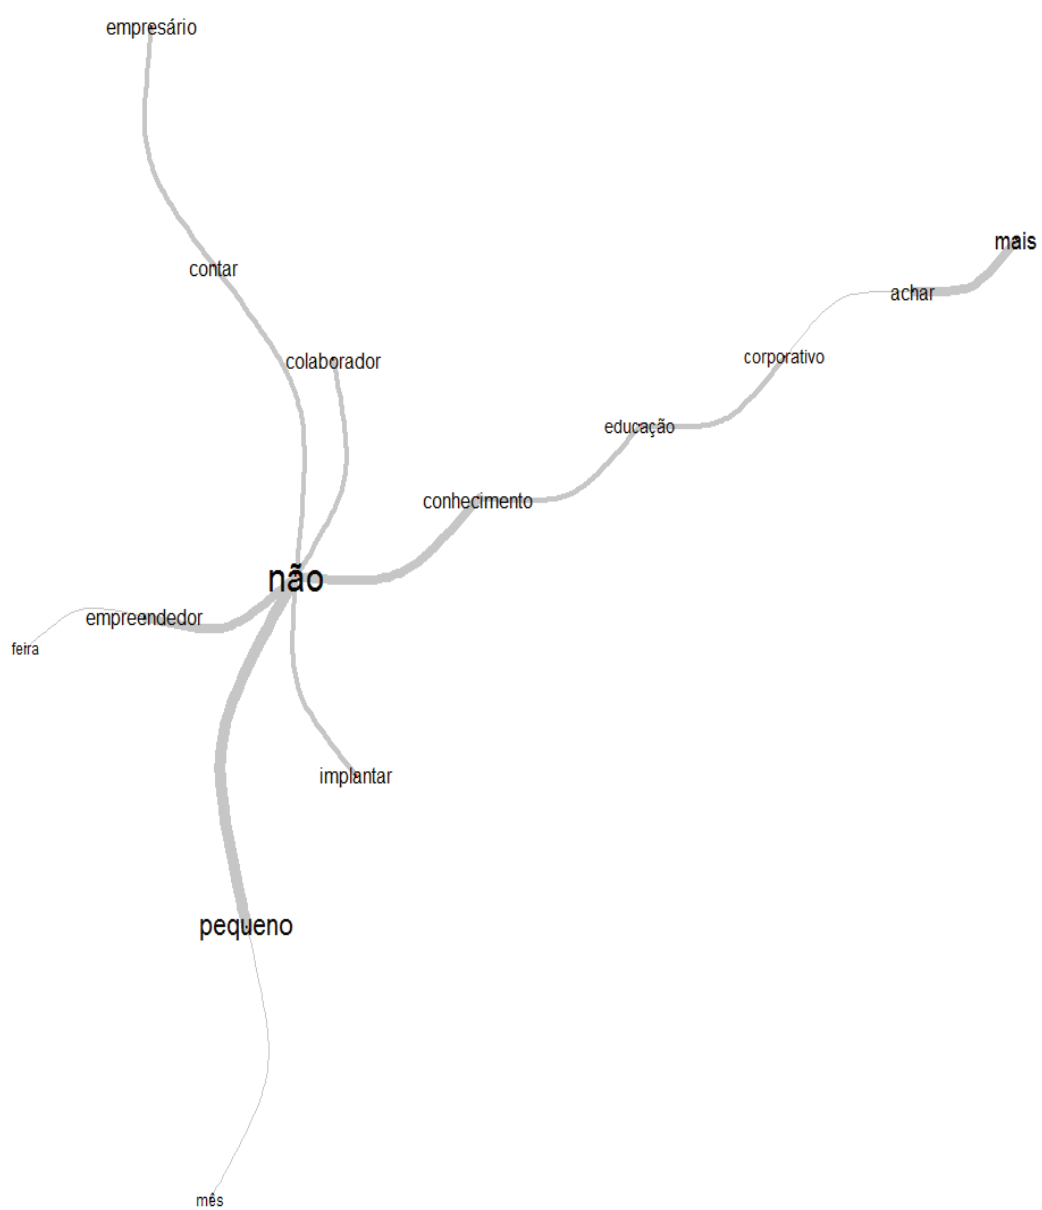 empresário
mais
contar
achar
corporativo
colaborador
educação
conhecimento
não
empreendedor
feira
implantar
pequeno
mês